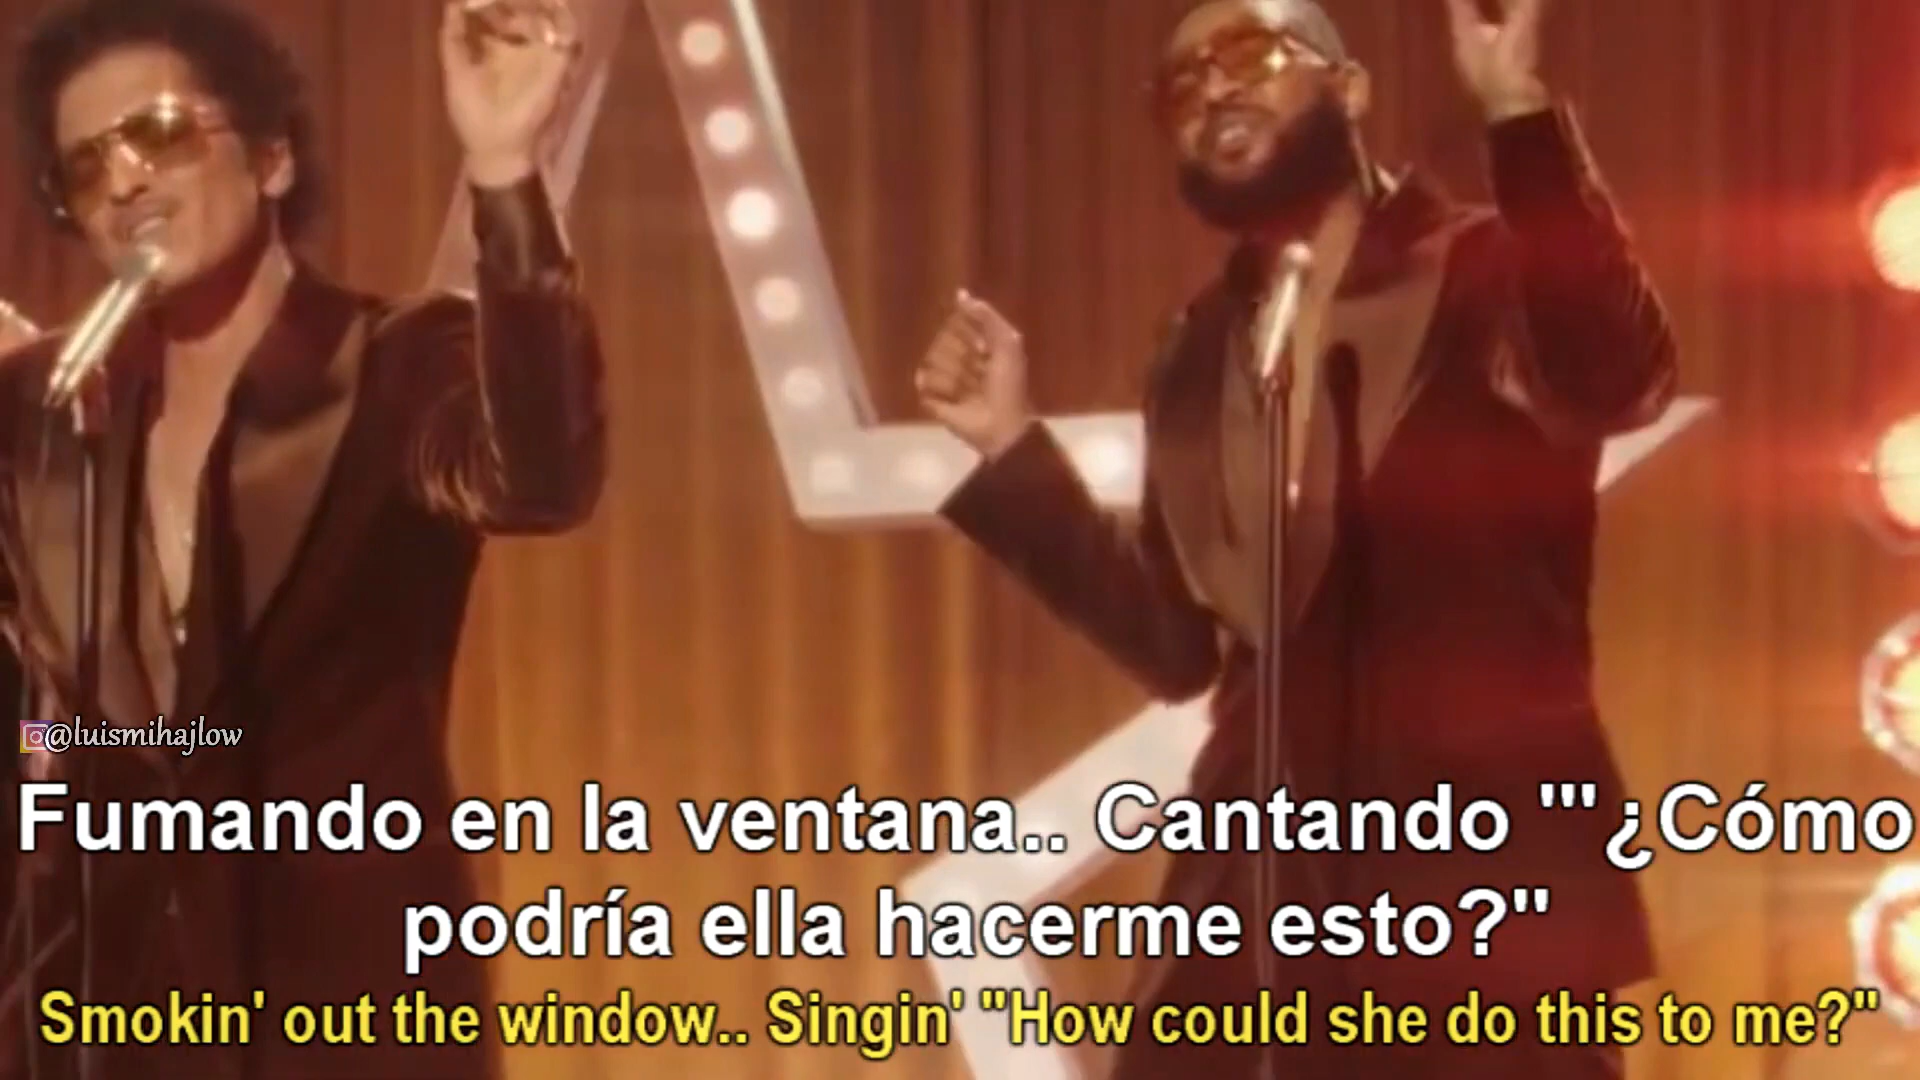 @luismihajlow
Fumando en la ventana.. Cantando '"¿Cómo
podría ella hacerme esto?"
Smokin' out the window.. Singin' "How could she do this to me?"